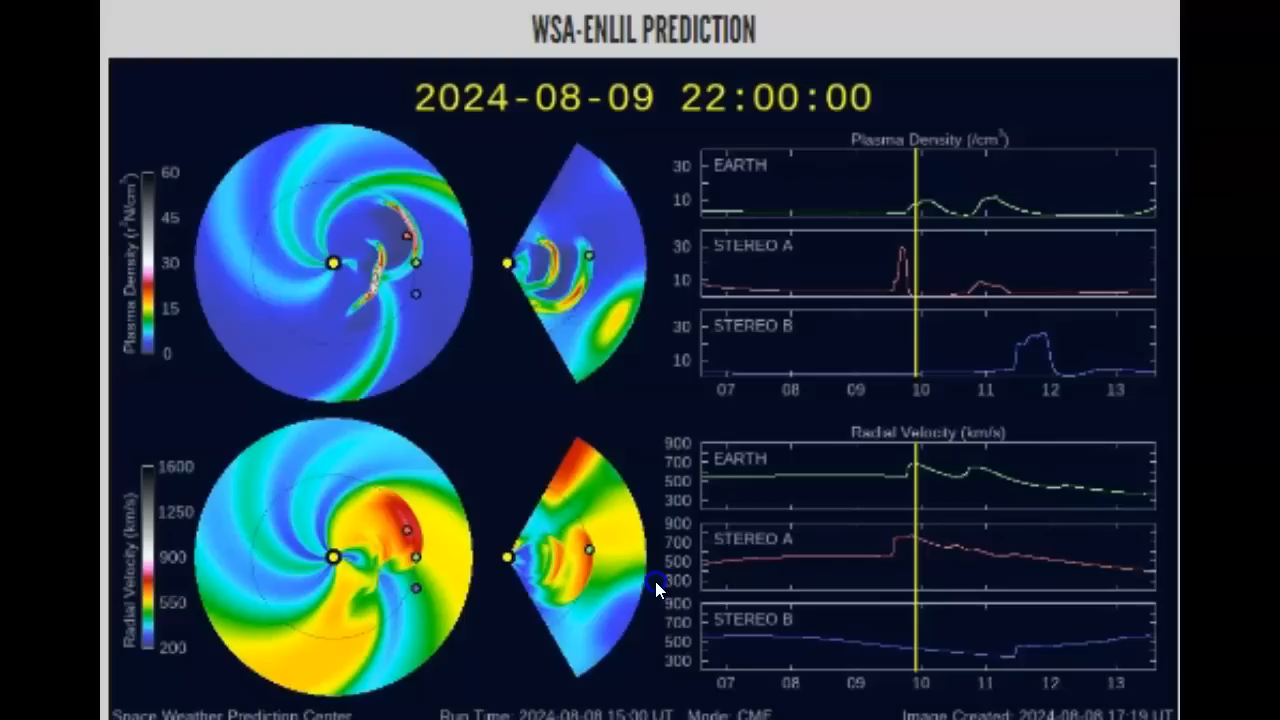 WSA-ENLIL PREDICTION
2024-08-09 22:00:00
Plasma Density (r²N/cm³)
60
45
30
15
0
Plasma Density (/cm³)
30
10
EARTH
30
10
STEREO A
30
10
STEREO B
07 08 09 10 11 12 13
Radial Velocity (km/s)
1600
1250
900
550
200
Radial Velocity (km/s)
900
700
500
300
EARTH
900
700
500
300
STEREO A
900
700
500
300
STEREO B
07 08 09 10 11 12 13
Space Weather Prediction Center Run Time: 2024-08-08 15:00 UT Mode: CME Image Created: 2024-08-08 17:19 UT